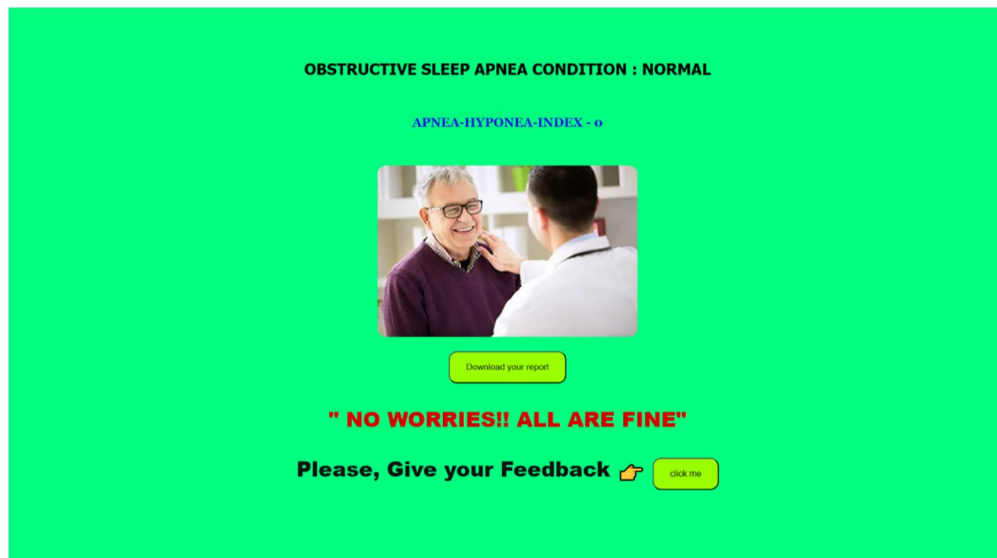 OBSTRUCTIVE SLEEP APNEA CONDITION : NORMAL
APNEA-HYPONEA-INDEX - 0
Download your report
" NO WORRIES!! ALL ARE FINE"
Please, Give your Feedback 👉 click me